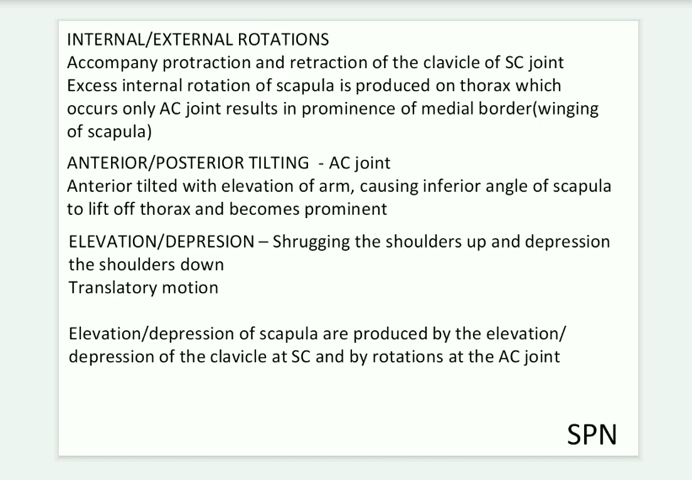 INTERNAL/EXTERNAL ROTATIONS
Accompany protraction and retraction of the clavicle of SC joint
Excess internal rotation of scapula is produced on thorax which
occurs only AC joint results in prominence of medial border(winging
of scapula)
ANTERIOR/POSTERIOR TILTING - AC joint
Anterior tilted with elevation of arm, causing inferior angle of scapula
to lift off thorax and becomes prominent
ELEVATION/DEPRESION – Shrugging the shoulders up and depression
the shoulders down
Translatory motion
Elevation/depression of scapula are produced by the elevation/
depression of the clavicle at SC and by rotations at the AC joint
SPN